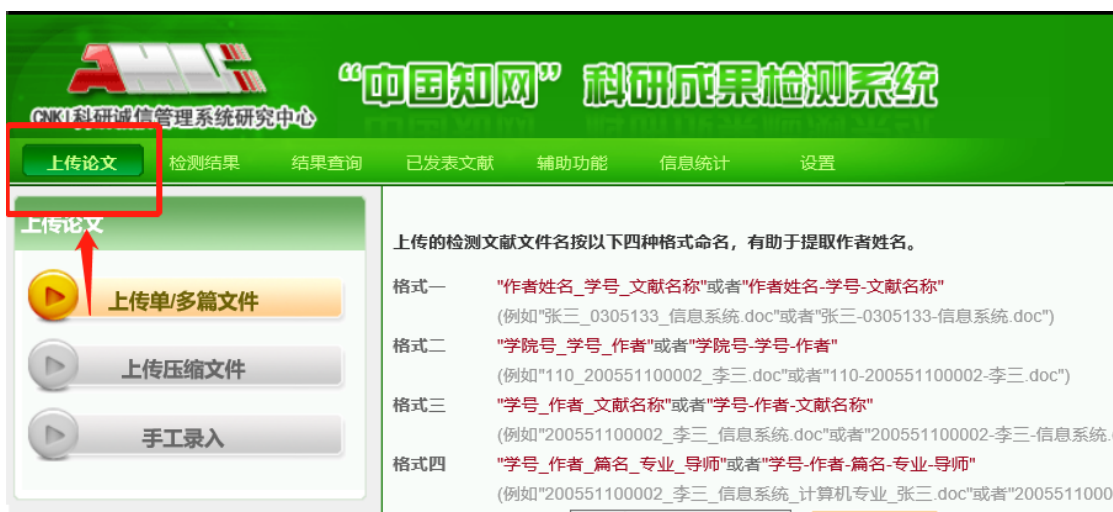 AMLC
CNKI科研诚信管理系统研究中心
“中国知网” 科研成果检测系统
上传论文 检测结果 结果查询 已发表文献 辅助功能 信息统计 设置
上传论文
上传单/多篇文件
上传压缩文件
手工录入
上传的检测文献文件名按以下四种格式命名，有助于提取作者姓名。
格式一 "作者姓名_学号_文献名称"或者"作者姓名-学号-文献名称"
(例如"张三_0305133_信息系统.doc"或者"张三-0305133-信息系统.doc")
格式二 "学院号_学号_作者"或者"学院号-学号-作者"
(例如"110_200551100002_李三.doc"或者"110-200551100002-李三.doc")
格式三 "学号_作者_文献名称"或者"学号-作者-文献名称"
(例如"200551100002_李三_信息系统.doc"或者"200551100002-李三-信息系统.
格式四 "学号_作者_篇名_专业_导师"或者"学号-作者-篇名-专业-导师"
(例如"200551100002_李三_信息系统_计算机专业_张三.doc"或者"2005511000